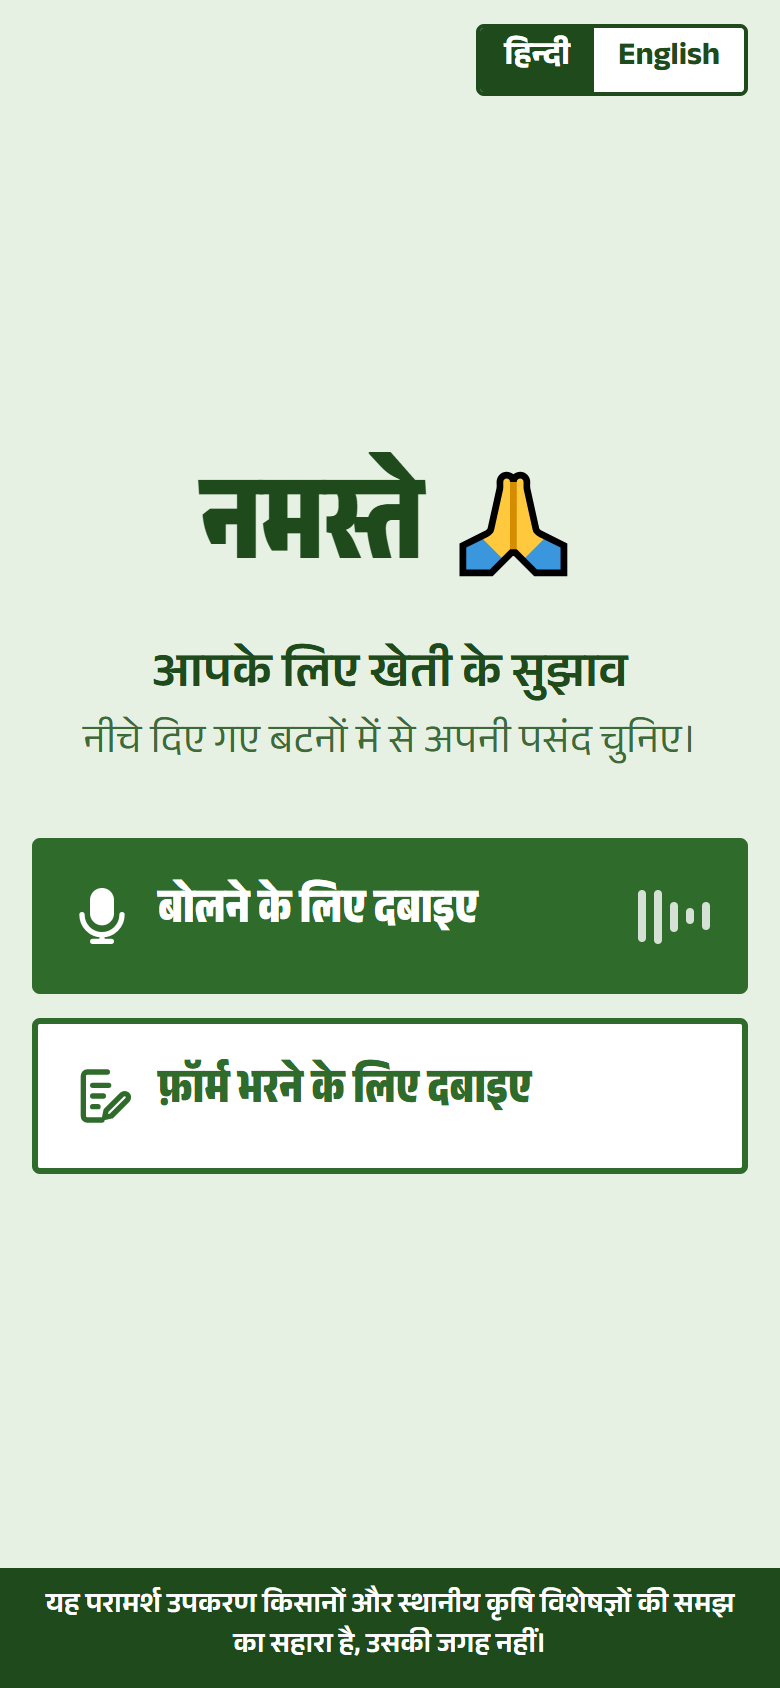 हिन्दी English
नमस्ते 🙏
आपके लिए खेती के सुझाव
नीचे दिए गए बटनों में से अपनी पसंद चुनिए।
बोलने के लिए दबाइए
फ़ॉर्म भरने के लिए दबाइए
यह परामर्श उपकरण किसानों और स्थानीय कृषि विशेषज्ञों की समझ
का सहारा है, उसकी जगह नहीं।